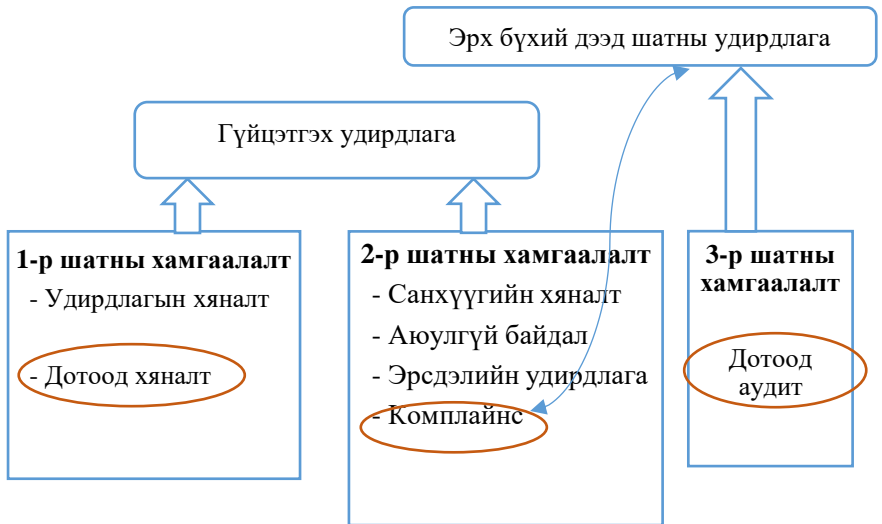 Эрх бүхий дээд шатны удирдлага
Гүйцэтгэх удирдлага
1-р шатны хамгаалалт
- Удирдлагын хяналт
- Дотоод хяналт
2-р шатны хамгаалалт
- Санхүүгийн хяналт
- Аюулгүй байдал
- Эрсдэлийн удирдлага
- Комплайнс
3-р шатны
хамгаалалт
Дотоод
аудит